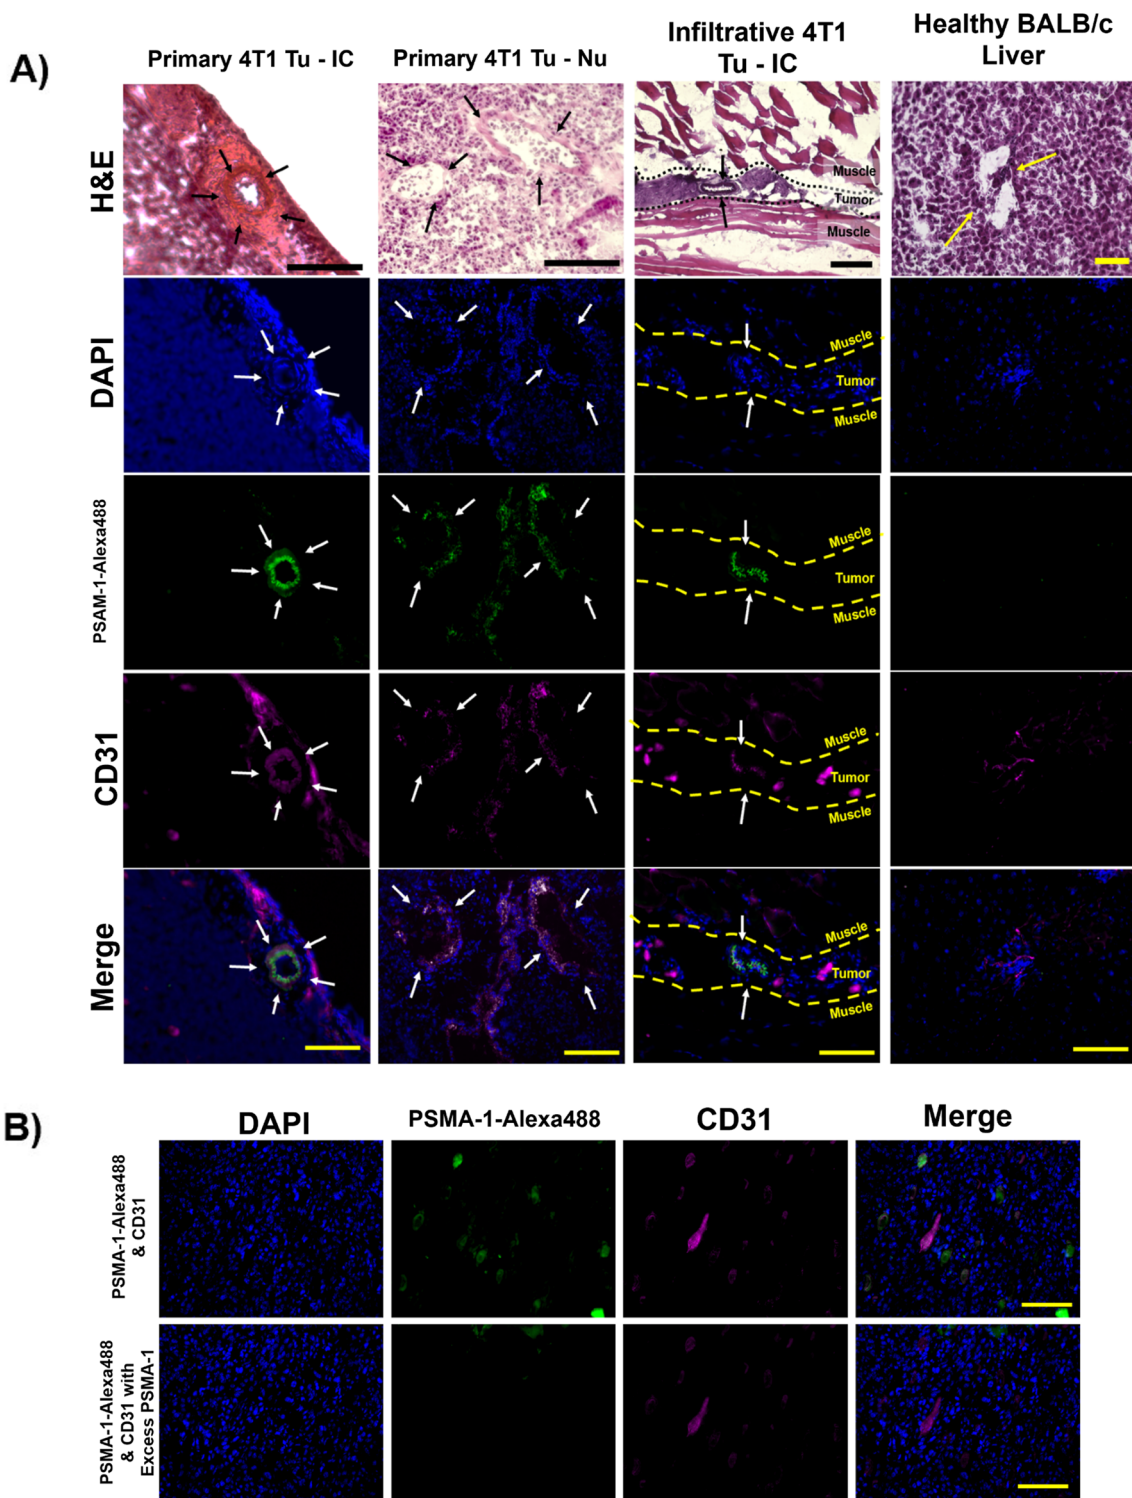 A)
Primary 4T1 Tu - IC
Primary 4T1 Tu - Nu
Infiltrative 4T1
Tu - IC
Healthy BALB/c
Liver
H&E
Muscle
Tumor
Muscle
DAPI
Muscle
Tumor
Muscle
PSAM-1-Alexa488
Muscle
Tumor
Muscle
CD31
Muscle
Tumor
Muscle
Merge
Muscle
Tumor
Muscle
B)
DAPI
PSMA-1-Alexa488
CD31
Merge
PSMA-1-Alexa488
& CD31
PSMA-1-Alexa488
& CD31 with
Excess PSMA-1